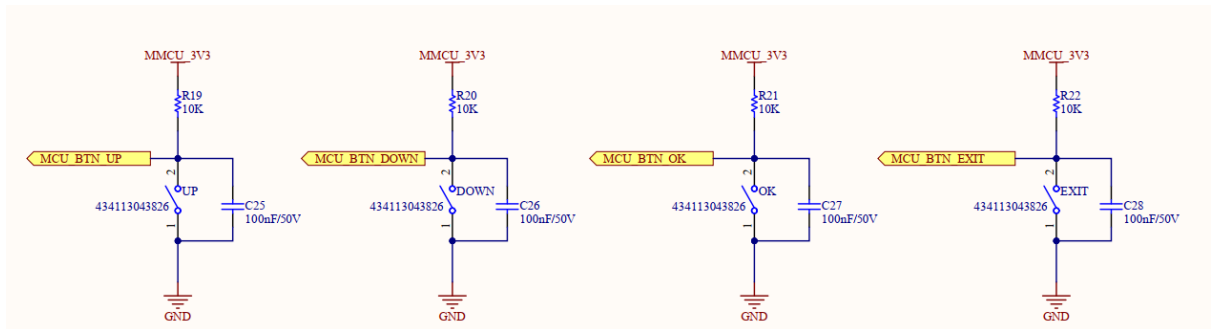 MMCU_3V3
R19
10K
MCU_BTN_UP
2
UP
434113043826
1
C25
100nF/50V
GND
MMCU_3V3
R20
10K
MCU_BTN_DOWN
2
DOWN
434113043826
1
C26
100nF/50V
GND
MMCU_3V3
R21
10K
MCU_BTN_OK
2
OK
434113043826
1
C27
100nF/50V
GND
MMCU_3V3
R22
10K
MCU_BTN_EXIT
2
EXIT
434113043826
1
C28
100nF/50V
GND